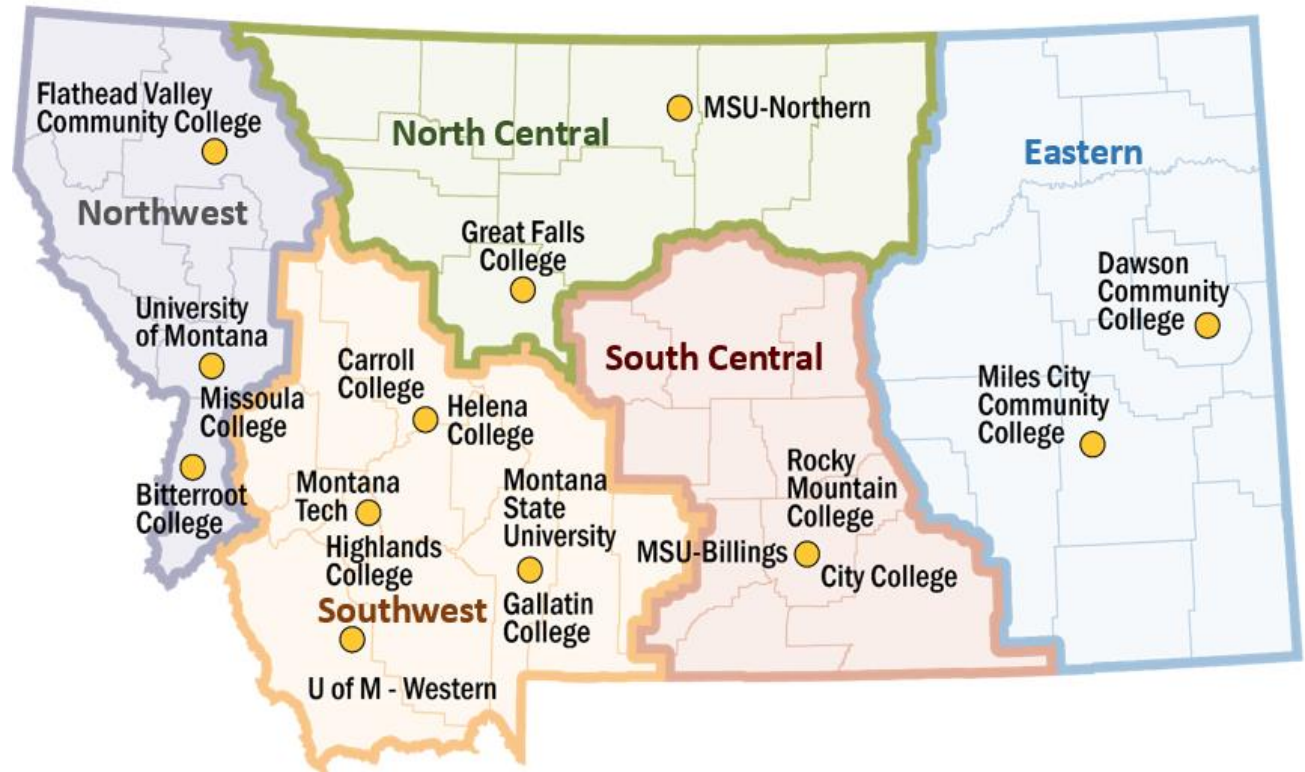 Flathead Valley
Community College
Northwest
University
of Montana
Missoula
College
Bitterroot
College
North Central
MSU-Northern
Great Falls
College
Eastern
Dawson
Community
College
Miles City
Community
College
South Central
Rocky
Mountain
College
MSU-Billings
City College
Carroll
College
Helena
College
Montana
Tech
Highlands
College
Montana
State
University
Gallatin
College
Southwest
U of M - Western